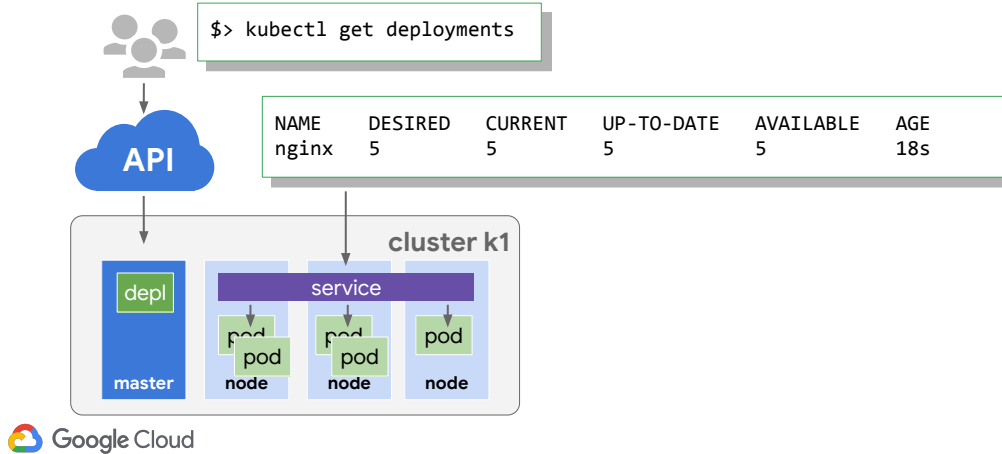 $> kubectl get deployments
NAME DESIRED CURRENT UP-TO-DATE AVAILABLE AGE
nginx 5 5 5 5 18s
API
cluster k1
depl
service
pod
pod
pod
pod
pod
master
node
node
node
Google Cloud